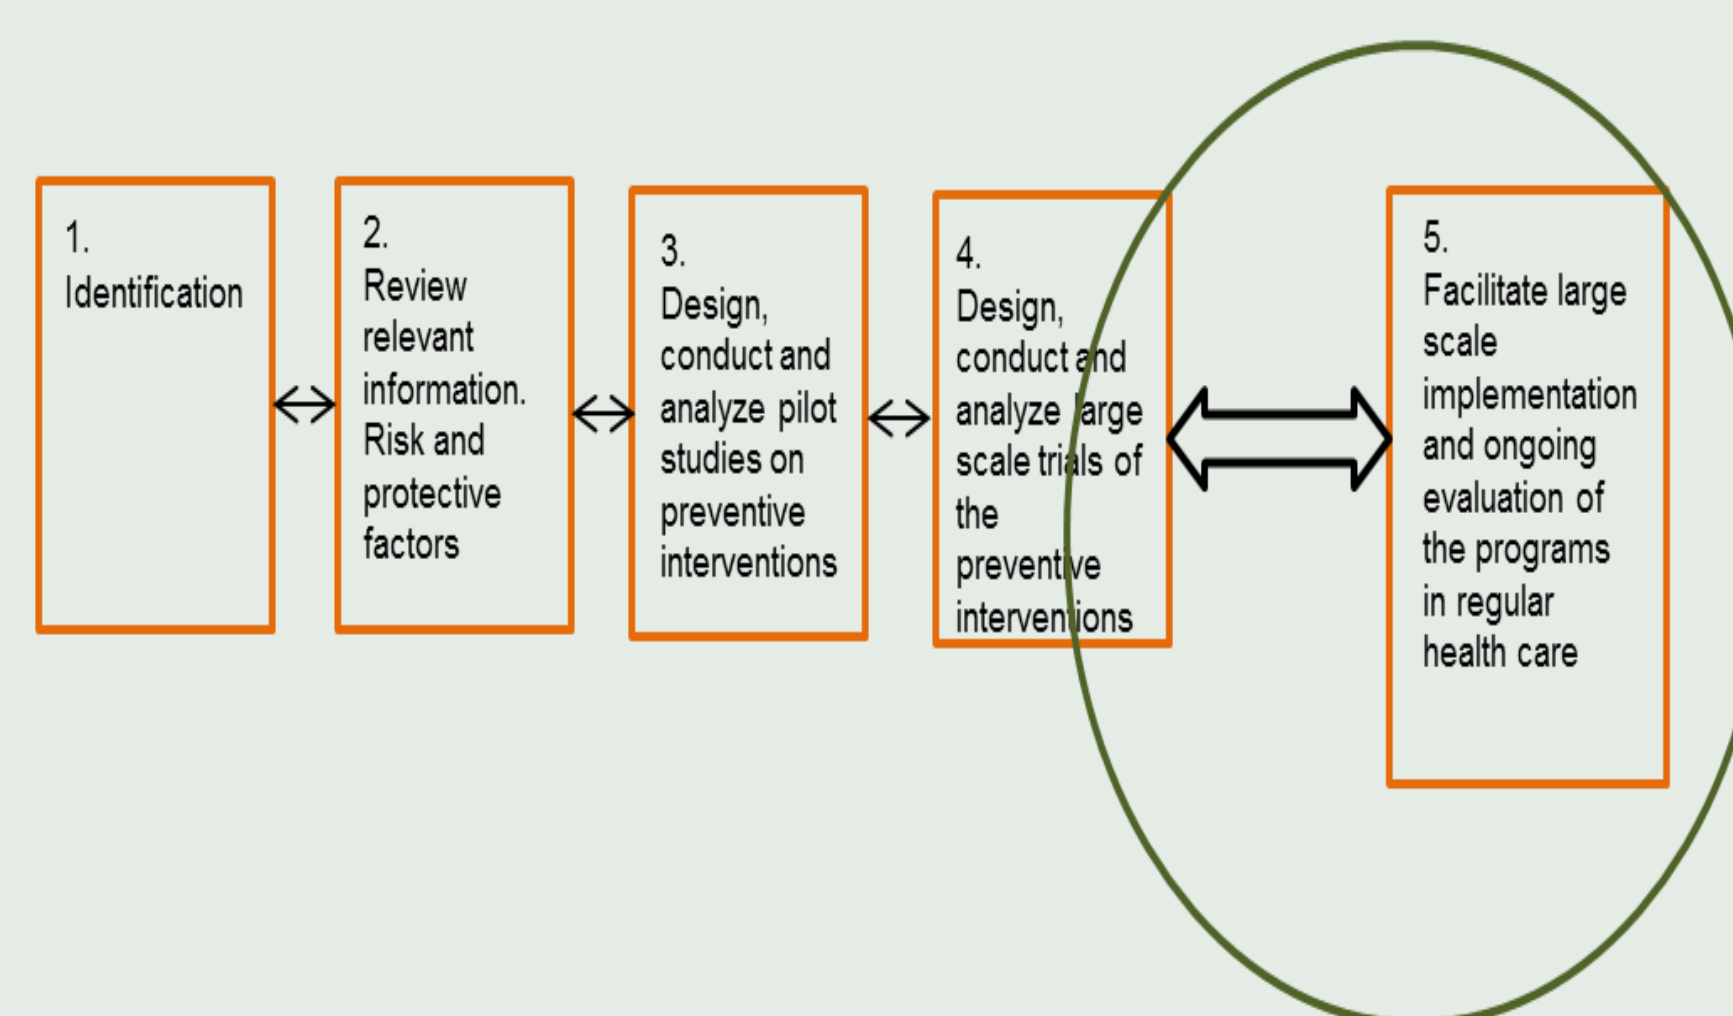 1.
Identification
2.
Review
relevant
information.
Risk and
protective
factors
3.
Design,
conduct and
analyze pilot
studies on
preventive
interventions
4.
Design,
conduct and
analyze large
scale trials of
the
preventive
interventions
5.
Facilitate large
scale
implementation
and ongoing
evaluation of
the programs
in regular
health care